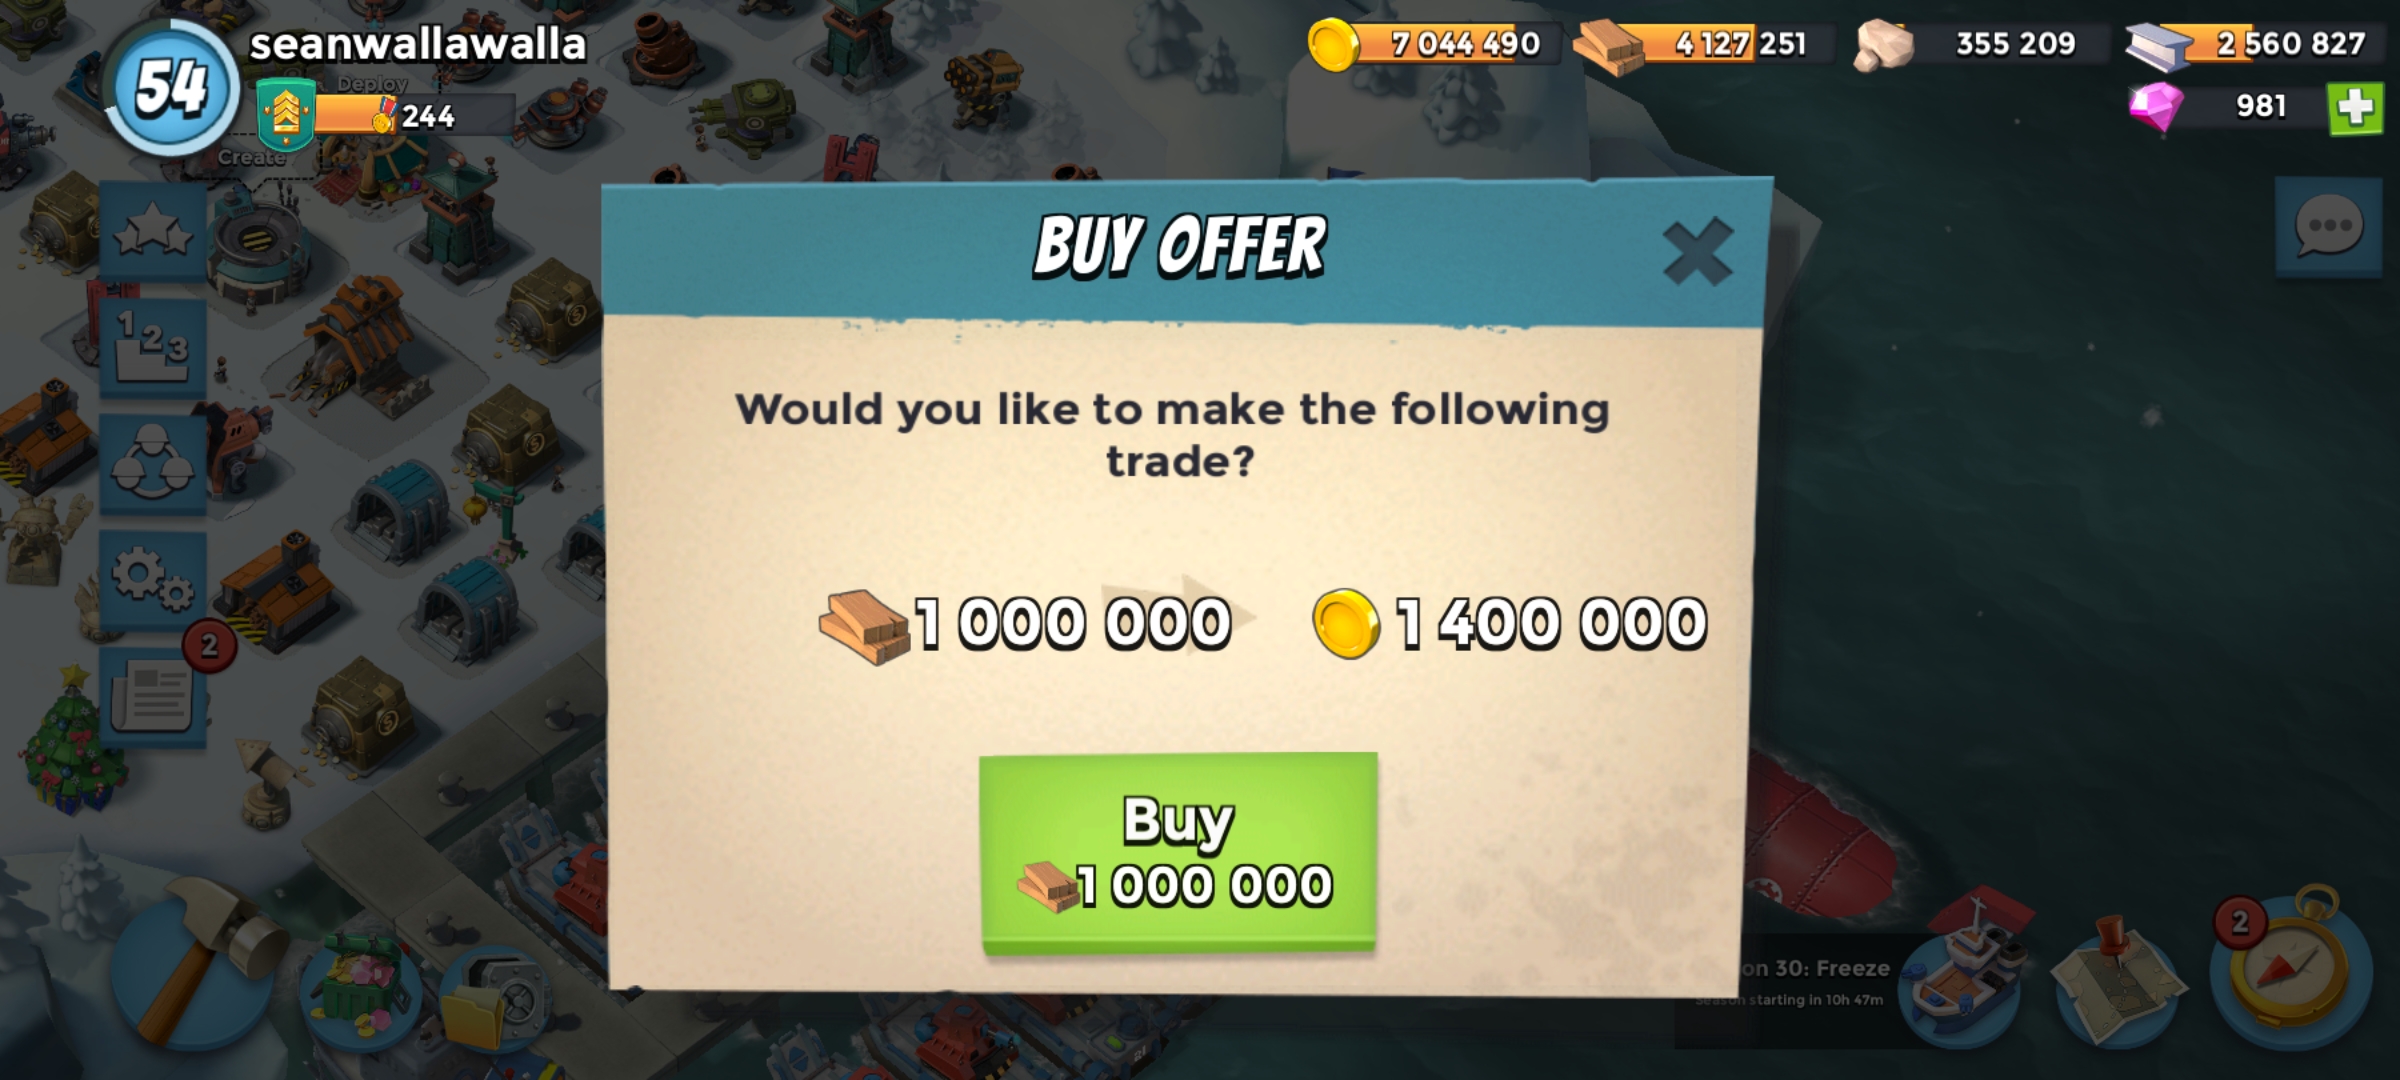 54
seanwallawalla
Deploy
244
Create
7 044 490
4 127 251
355 209
2 560 827
981
BUY OFFER
1 2 3
Would you like to make the following
trade?
1 000 000
1 400 000
2
Buy
1 000 000
2
on 30: Freeze
Season starting in 10h 47m
21